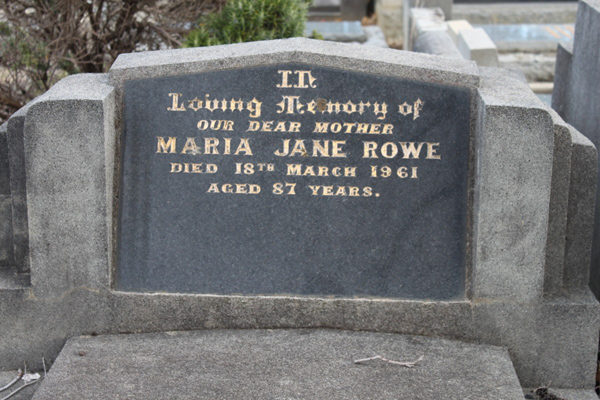 In
Loving Memory of
OUR DEAR MOTHER
MARIA JANE ROWE
DIED 18TH MARCH 1961
AGED 87 YEARS.